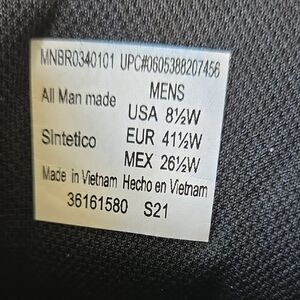 MNBR0340101 UPC#0605388207456
MENS
All Man made USA 8½W
EUR 41½W
Sintetico
MEX 26½W
Made in Vietnam Hecho en Vietnam
36161580 S21